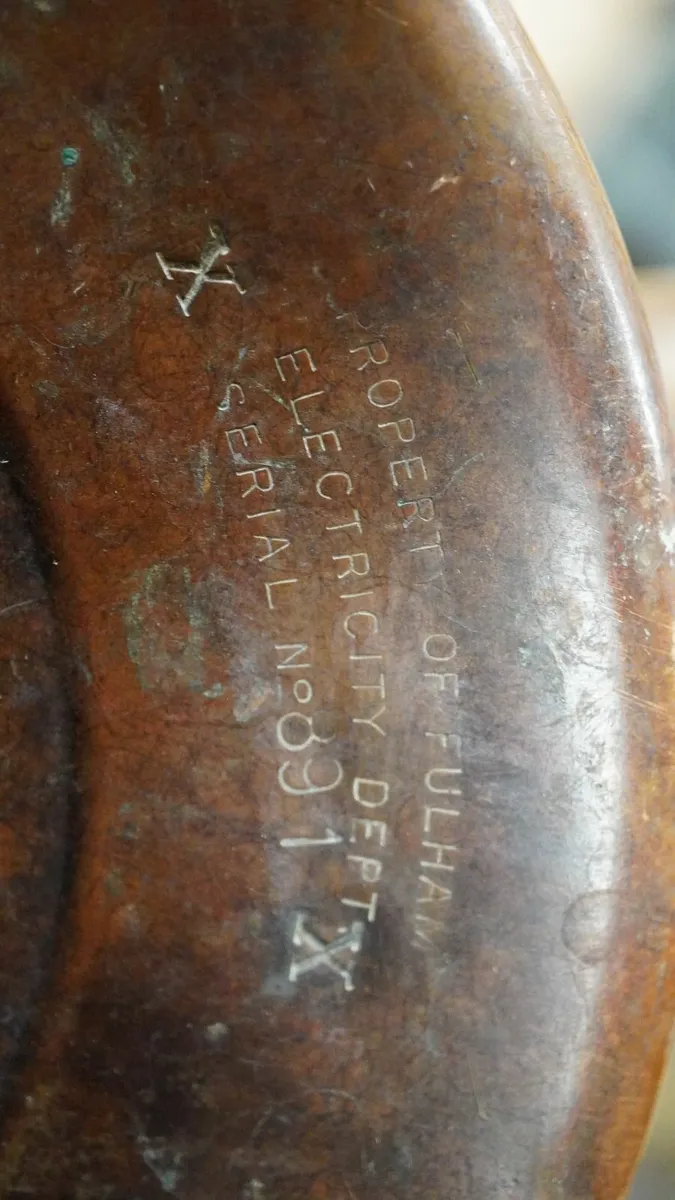 PROPERTY OF FULHAM
ELECTRICITY DEPT
SERIAL No 891
X
X